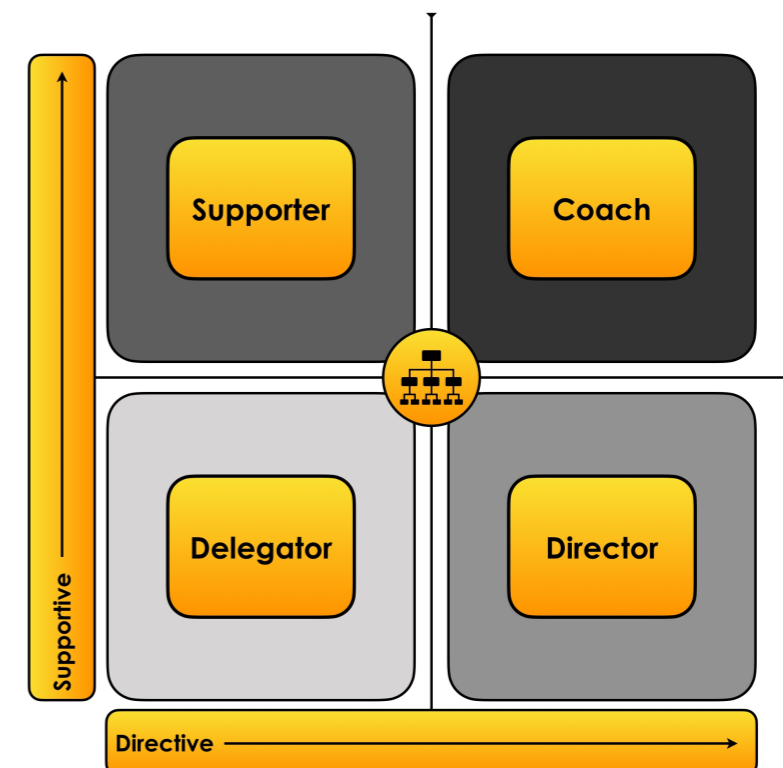 Supporter
Coach
Delegator
Director
Supportive
Directive